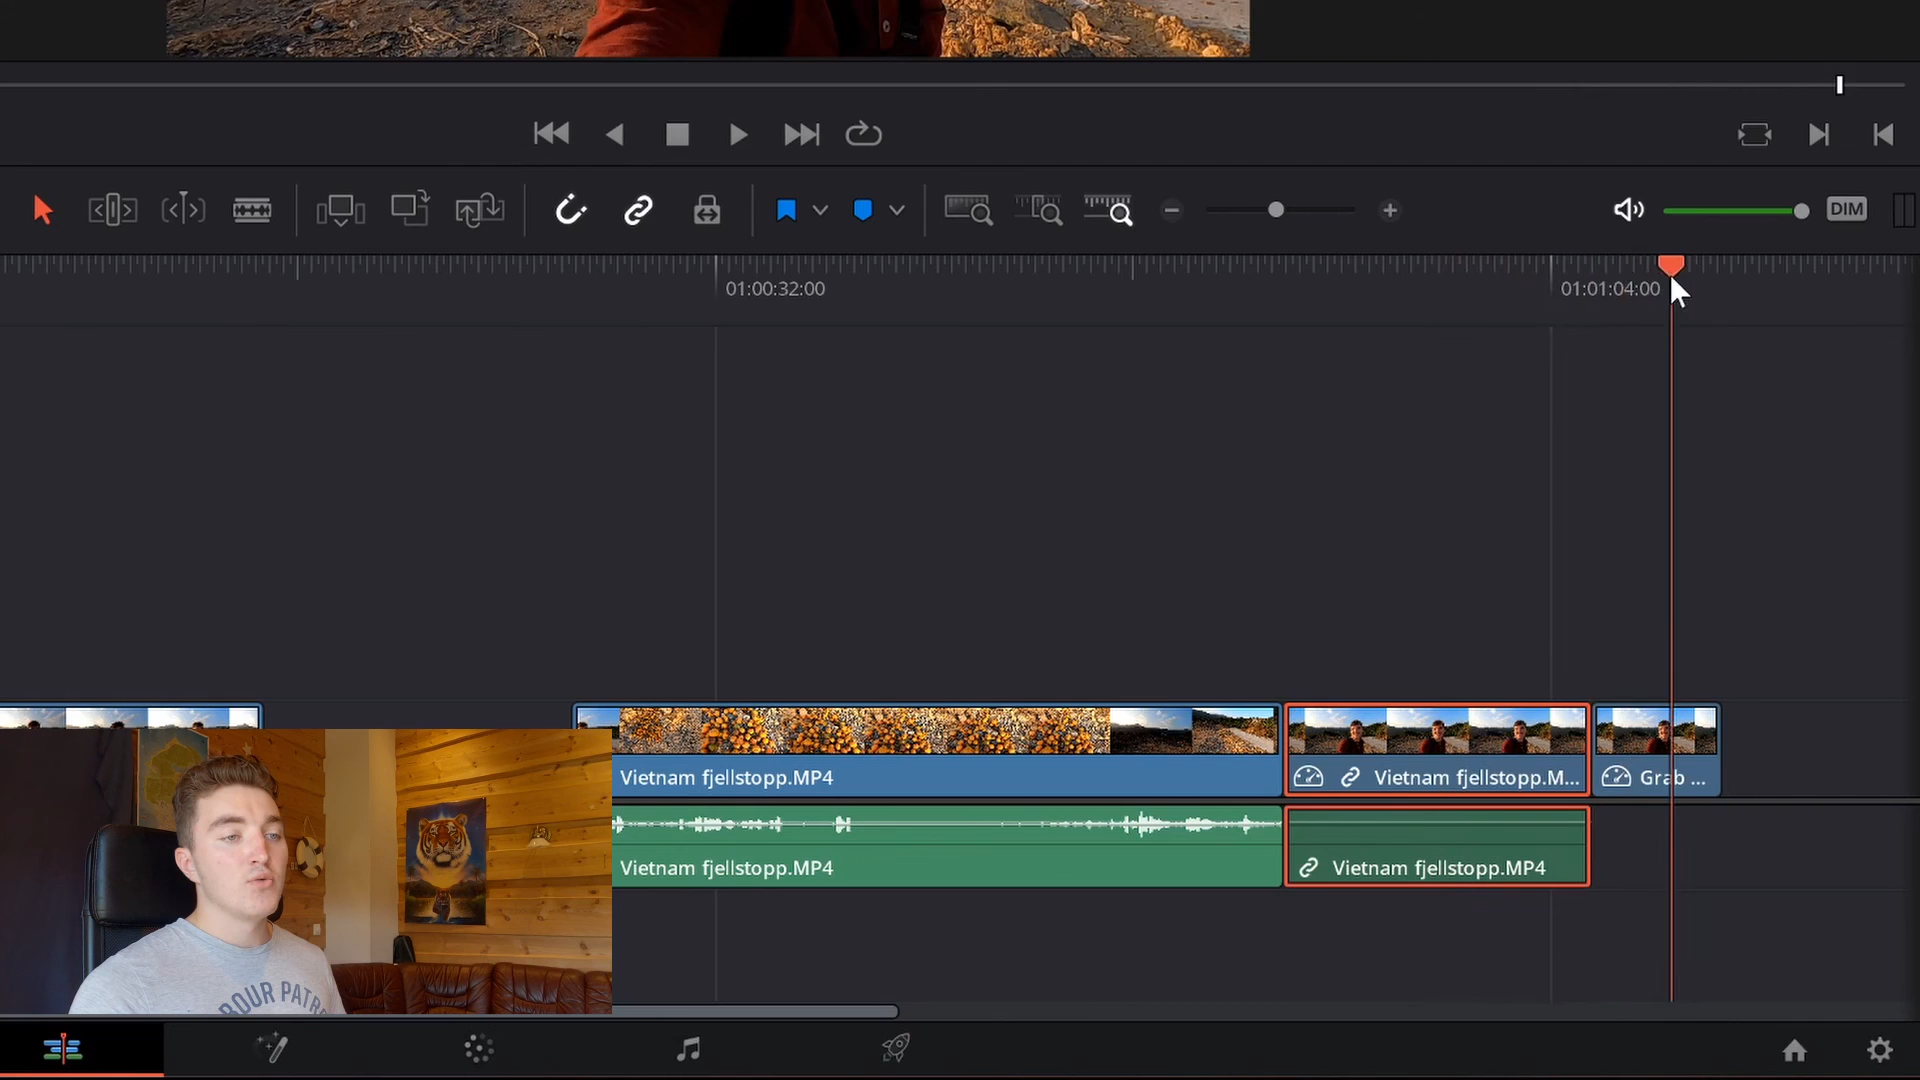 DIM
01:00:32:00
01:01:04:00
Vietnam fjellstopp.MP4
Vietnam fjellstopp.M...
Grab ...
Vietnam fjellstopp.MP4
Vietnam fjellstopp.MP4